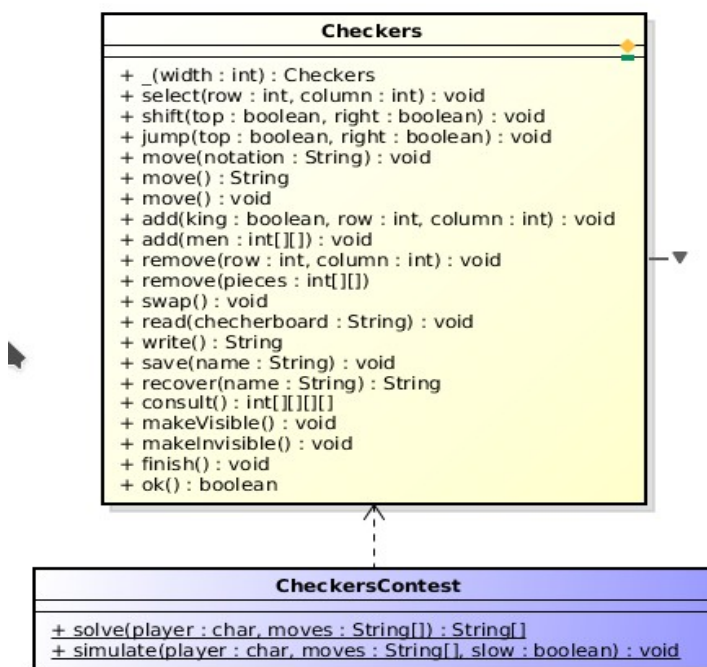 Checkers
+ _(width : int) : Checkers
+ select(row : int, column : int) : void
+ shift(top : boolean, right : boolean) : void
+ jump(top : boolean, right : boolean) : void
+ move(notation : String) : void
+ move() : String
+ move() : void
+ add(king : boolean, row : int, column : int) : void
+ add(men : int[][]) : void
+ remove(row : int, column : int) : void
+ remove(pieces : int[][])
+ swap() : void
+ read(checherboard : String) : void
+ write() : String
+ save(name : String) : void
+ recover(name : String) : String
+ consult() : int[][][][]
+ makeVisible() : void
+ makeInvisible() : void
+ finish() : void
+ ok() : boolean
CheckersContest
+ solve(player : char, moves : String[]) : String[]
+ simulate(player : char, moves : String[], slow : boolean) : void